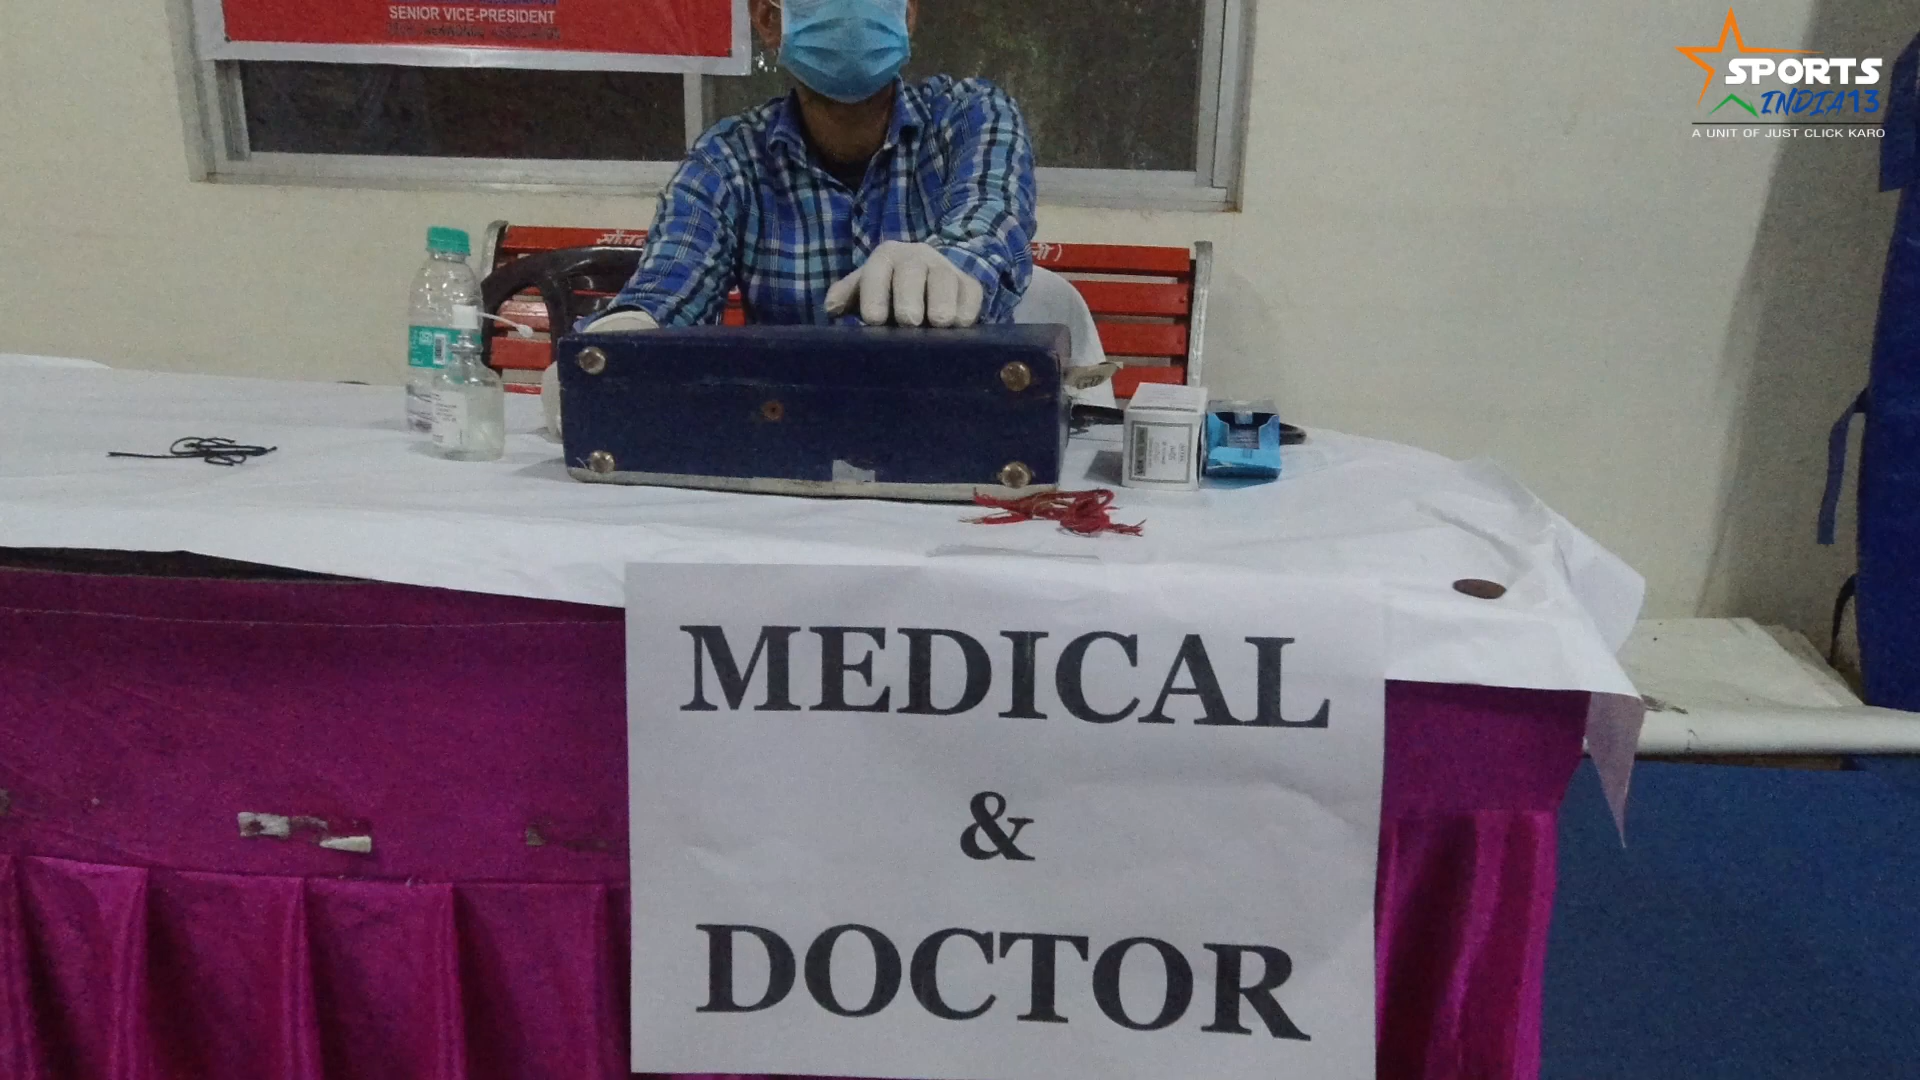 SENIOR VICE-PRESIDENT
SPORTS
INDIA13
A UNIT OF JUST CLICK KARO
MEDICAL
&
DOCTOR